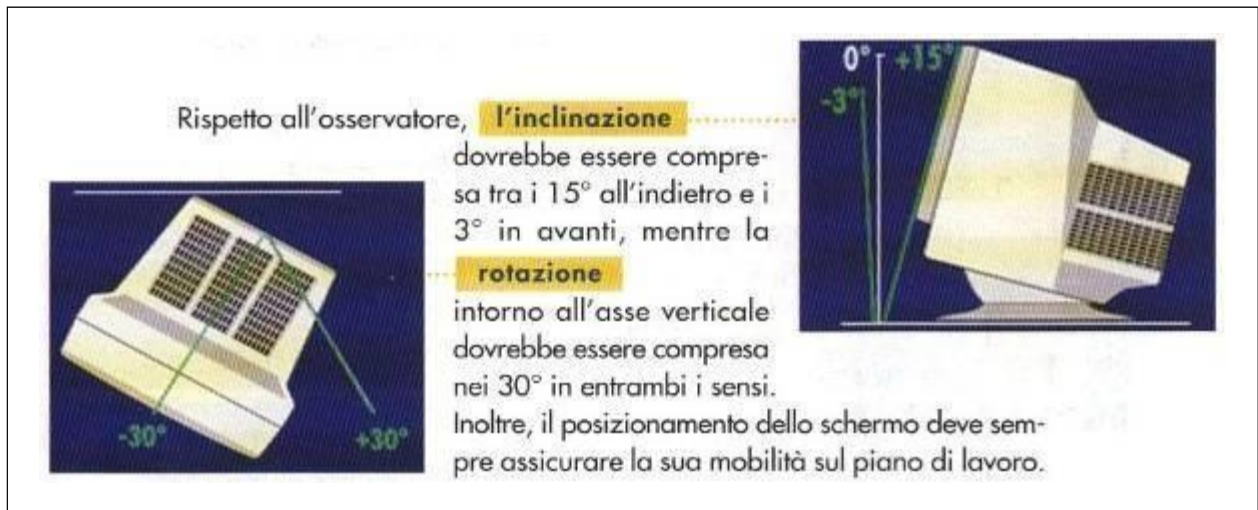 0° +15°
-3°
Rispetto all'osservatore, l'inclinazione
dovrebbe essere compre-
sa tra i 15° all'indietro e i
3° in avanti, mentre la
rotazione
intorno all'asse verticale
dovrebbe essere compresa
nei 30° in entrambi i sensi.
-30° +30°
Inoltre, il posizionamento dello schermo deve sem-
pre assicurare la sua mobilità sul piano di lavoro.